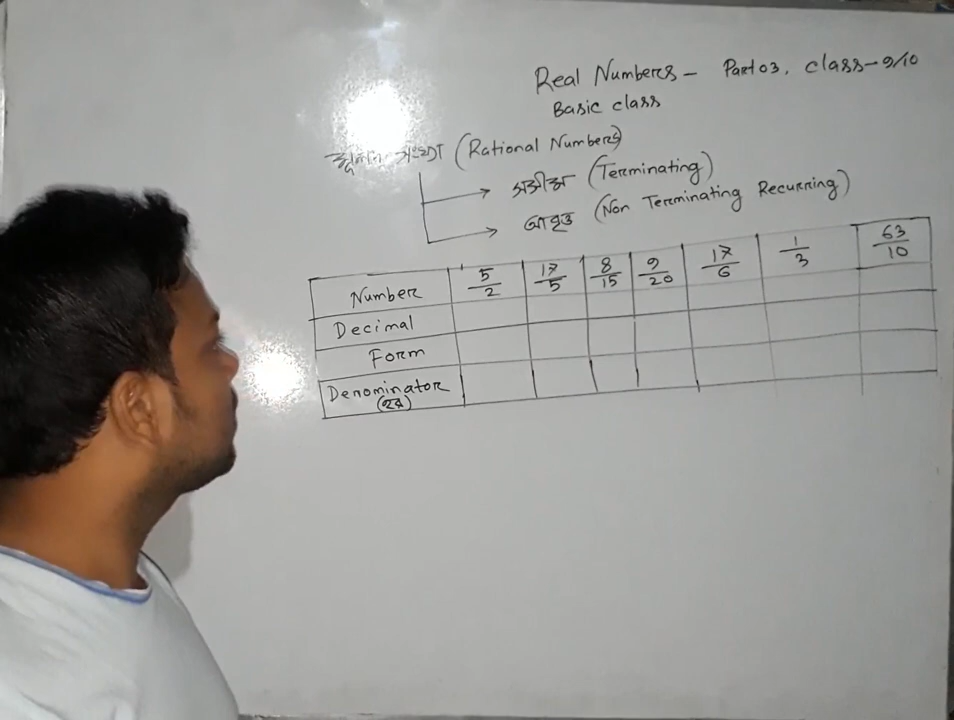 Real Numbers - Part 03. class-9/10
Basic class
সংখ্যা (Rational Numbers)
সসীম (Terminating)
আবৃত্ত (Non Terminating Recurring)
Number 5/2 17/5 8/15 9/20 17/6 1/3 63/10
Decimal
Form
Denominator
(হর)